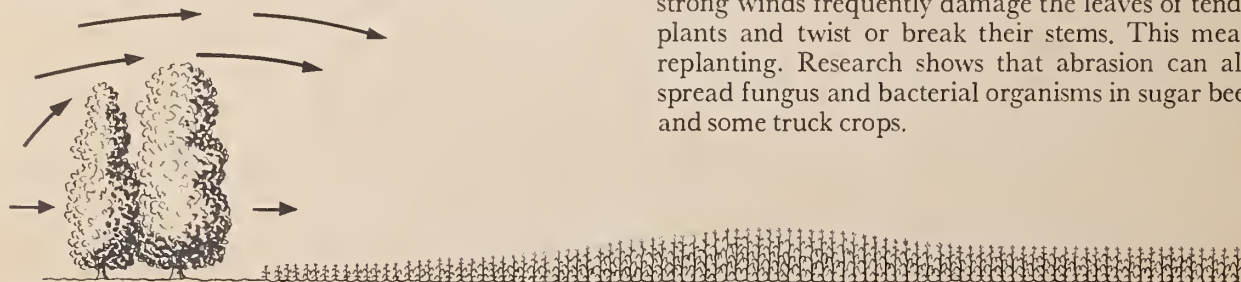 strong winds frequently damage the leaves of tend
plants and twist or break their stems. This mea
replanting. Research shows that abrasion can al
spread fungus and bacterial organisms in sugar bee
and some truck crops.